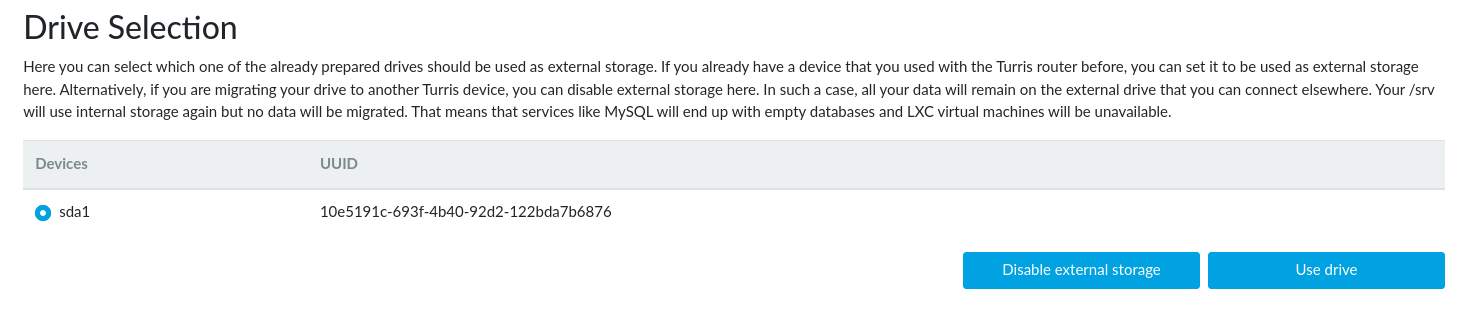 Drive Selection
Here you can select which one of the already prepared drives should be used as external storage. If you already have a device that you used with the Turris router before, you can set it to be used as external storage
here. Alternatively, if you are migrating your drive to another Turris device, you can disable external storage here. In such a case, all your data will remain on the external drive that you can connect elsewhere. Your /srv
will use internal storage again but no data will be migrated. That means that services like MySQL will end up with empty databases and LXC virtual machines will be unavailable.
Devices UUID
sda1 10e5191c-693f-4b40-92d2-122bda7b6876
Disable external storage Use drive